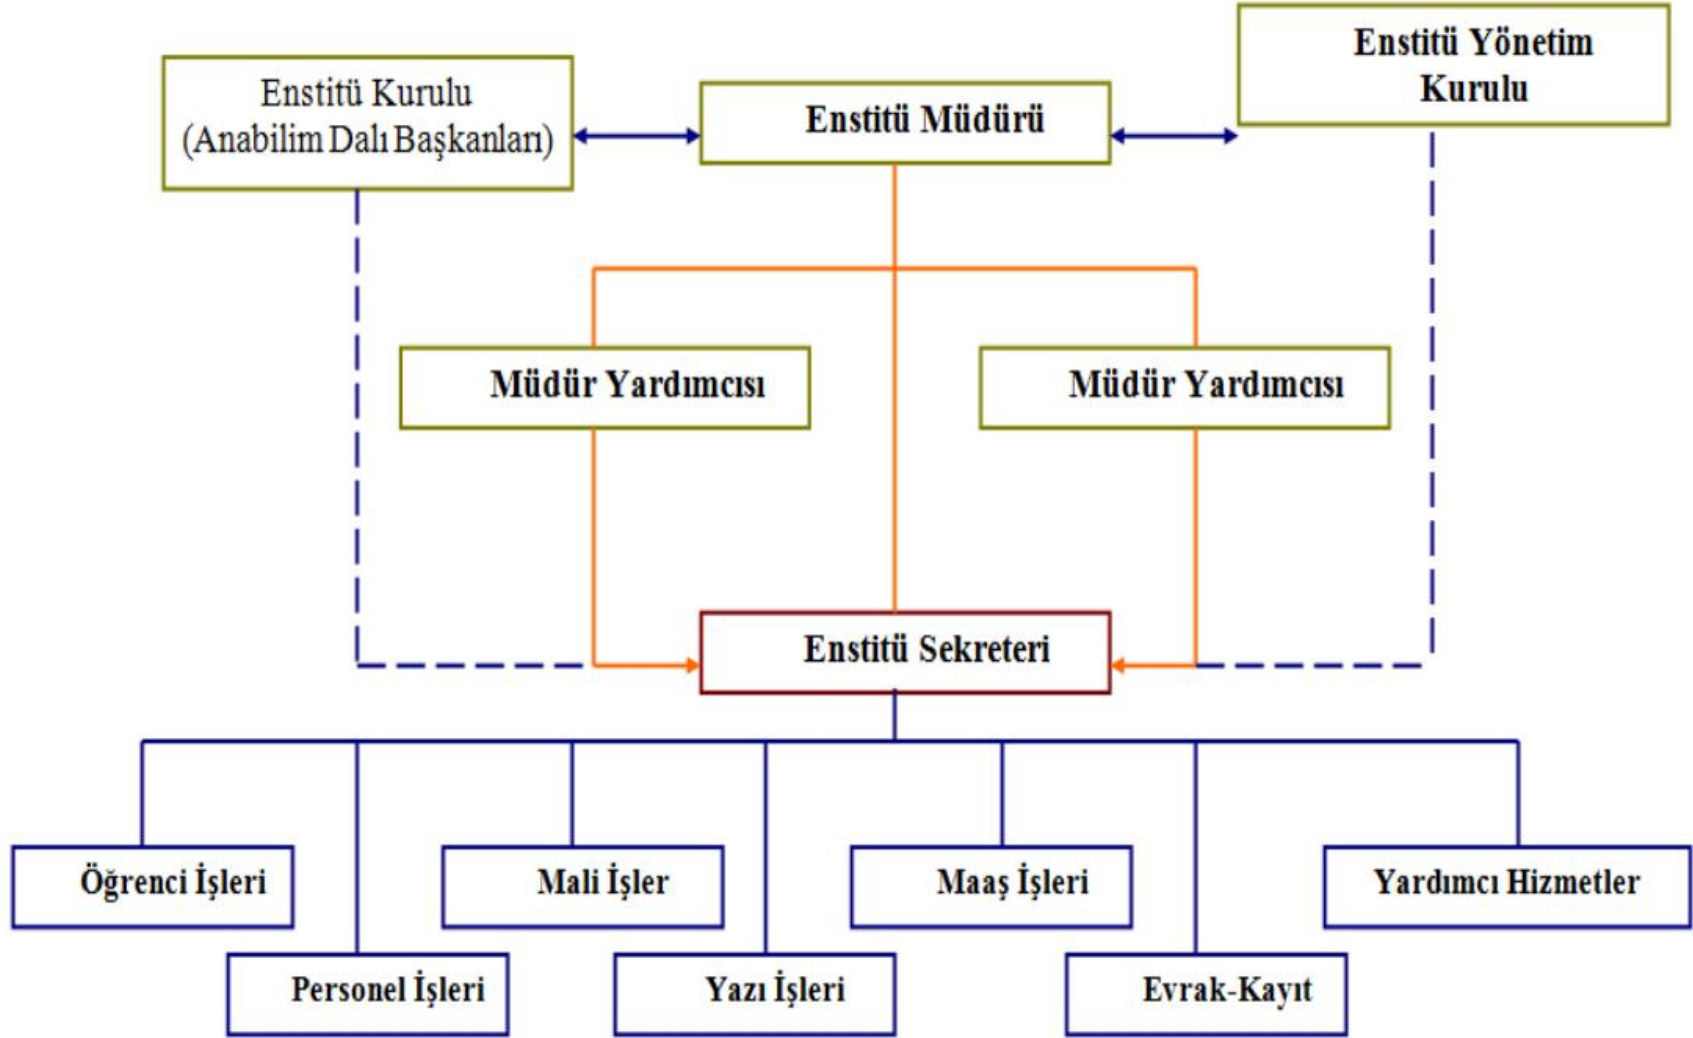 Enstitü Kurulu
(Anabilim Dalı Başkanları)
Enstitü Müdürü
Enstitü Yönetim
Kurulu
Müdür Yardımcısı
Müdür Yardımcısı
Enstitü Sekreteri
Öğrenci İşleri
Mali İşler
Maaş İşleri
Yardımcı Hizmetler
Personel İşleri
Yazı İşleri
Evrak-Kayıt